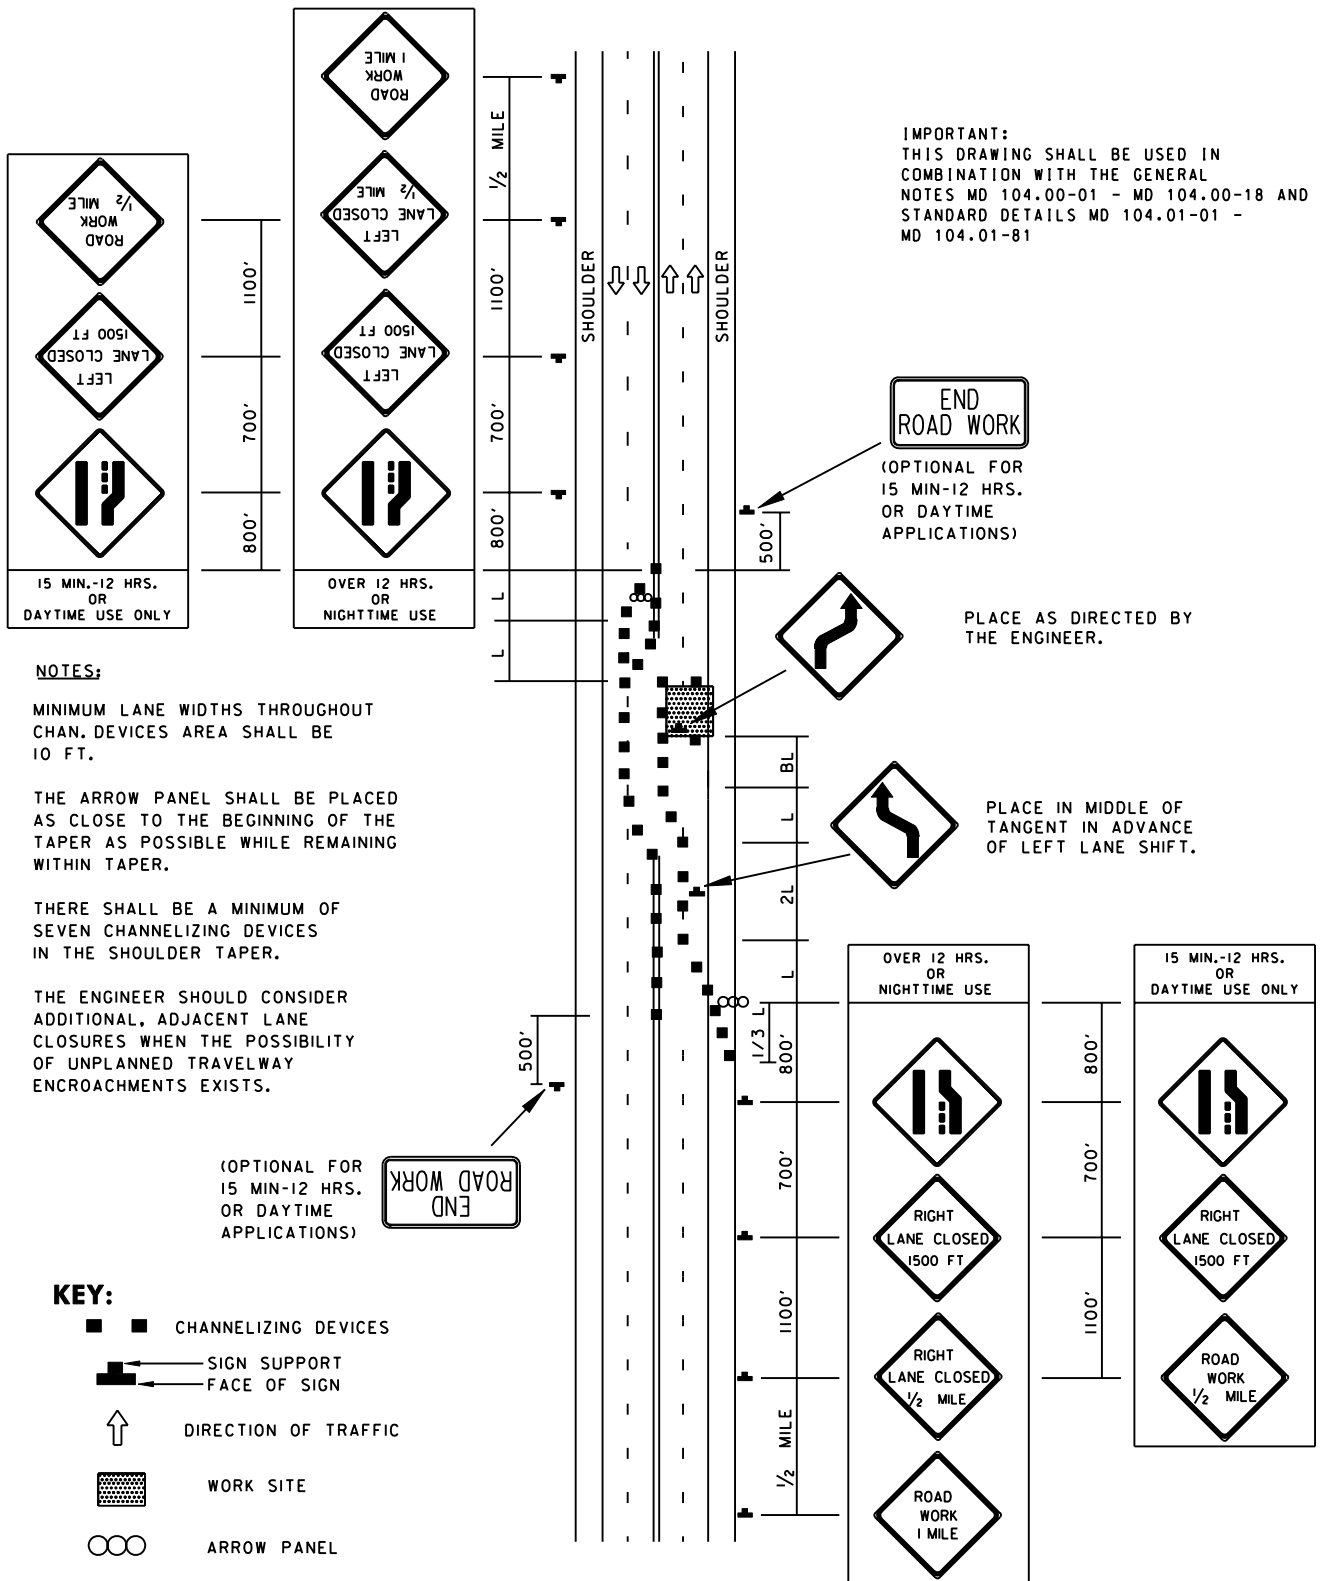 ROAD
WORK
1 MILE
LEFT
LANE CLOSED
1/2 MILE
LEFT
LANE CLOSED
1500 FT
OVER 12 HRS.
OR
NIGHTTIME USE
ROAD
WORK
1/2 MILE
LEFT
LANE CLOSED
1500 FT
15 MIN.-12 HRS.
OR
DAYTIME USE ONLY
1100'
700'
800'
1/2 MILE
1100'
700'
800'
L
L
SHOULDER
SHOULDER
IMPORTANT:
THIS DRAWING SHALL BE USED IN
COMBINATION WITH THE GENERAL
NOTES MD 104.00-01 - MD 104.00-18 AND
STANDARD DETAILS MD 104.01-01 -
MD 104.01-81
END
ROAD WORK
(OPTIONAL FOR
15 MIN-12 HRS.
OR DAYTIME
APPLICATIONS)
500'
PLACE AS DIRECTED BY
THE ENGINEER.
PLACE IN MIDDLE OF
TANGENT IN ADVANCE
OF LEFT LANE SHIFT.
BL
L
2L
L
1/3 L
800'
700'
1100'
1/2 MILE
NOTES:
MINIMUM LANE WIDTHS THROUGHOUT
CHAN. DEVICES AREA SHALL BE
10 FT.
THE ARROW PANEL SHALL BE PLACED
AS CLOSE TO THE BEGINNING OF THE
TAPER AS POSSIBLE WHILE REMAINING
WITHIN TAPER.
THERE SHALL BE A MINIMUM OF
SEVEN CHANNELIZING DEVICES
IN THE SHOULDER TAPER.
THE ENGINEER SHOULD CONSIDER
ADDITIONAL, ADJACENT LANE
CLOSURES WHEN THE POSSIBILITY
OF UNPLANNED TRAVELWAY
ENCROACHMENTS EXISTS.
500'
(OPTIONAL FOR
15 MIN-12 HRS.
OR DAYTIME
APPLICATIONS)
END
ROAD WORK
OVER 12 HRS.
OR
NIGHTTIME USE
RIGHT
LANE CLOSED
1500 FT
RIGHT
LANE CLOSED
1/2 MILE
ROAD
WORK
1 MILE
800'
700'
1100'
15 MIN.-12 HRS.
OR
DAYTIME USE ONLY
RIGHT
LANE CLOSED
1500 FT
ROAD
WORK
1/2 MILE
KEY:
CHANNELIZING DEVICES
SIGN SUPPORT
FACE OF SIGN
DIRECTION OF TRAFFIC
WORK SITE
ARROW PANEL